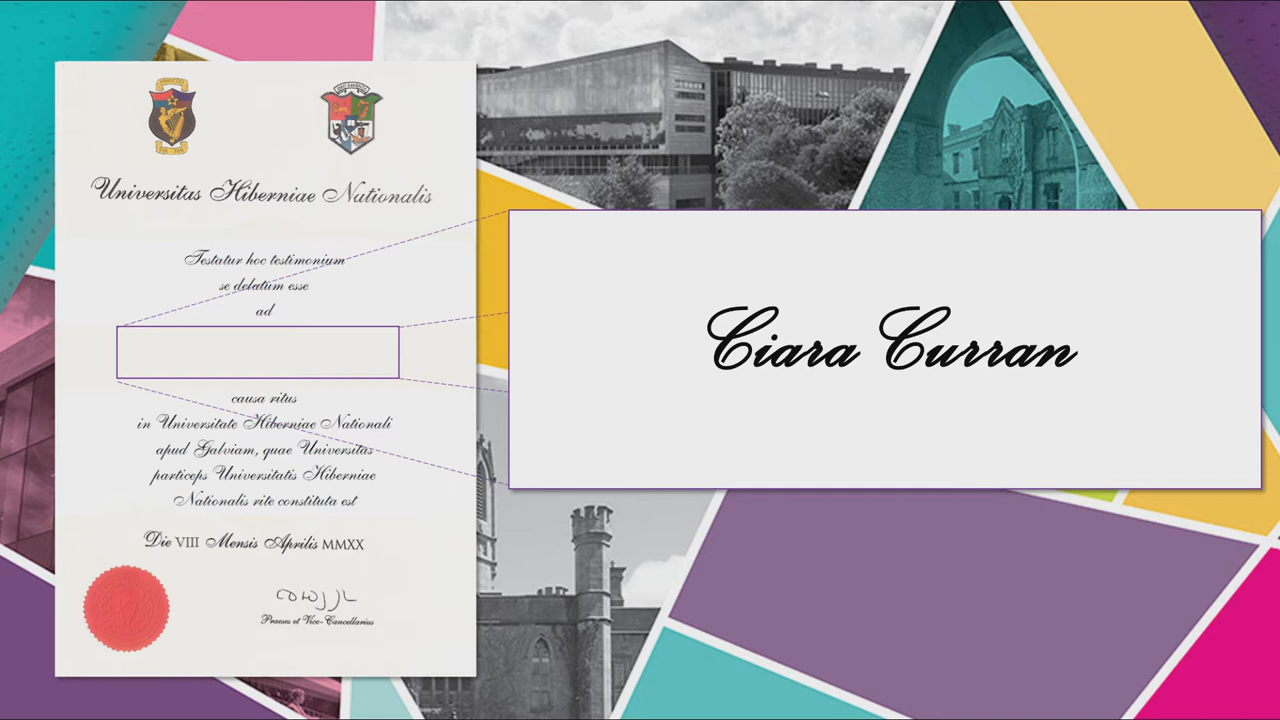 Universitas Hiberniae Nationalis
Testatur hoc testimonium
se delatum esse
ad
causa ritus
in Universitate Hiberniae Nationali
apud Galviam, quae Universitas
particeps Universitatis Hiberniae
Nationalis rite constituta est
Die VIII Mensis Aprilis MMXX
Praeses et Vice-Cancellarius
Ciara Curran